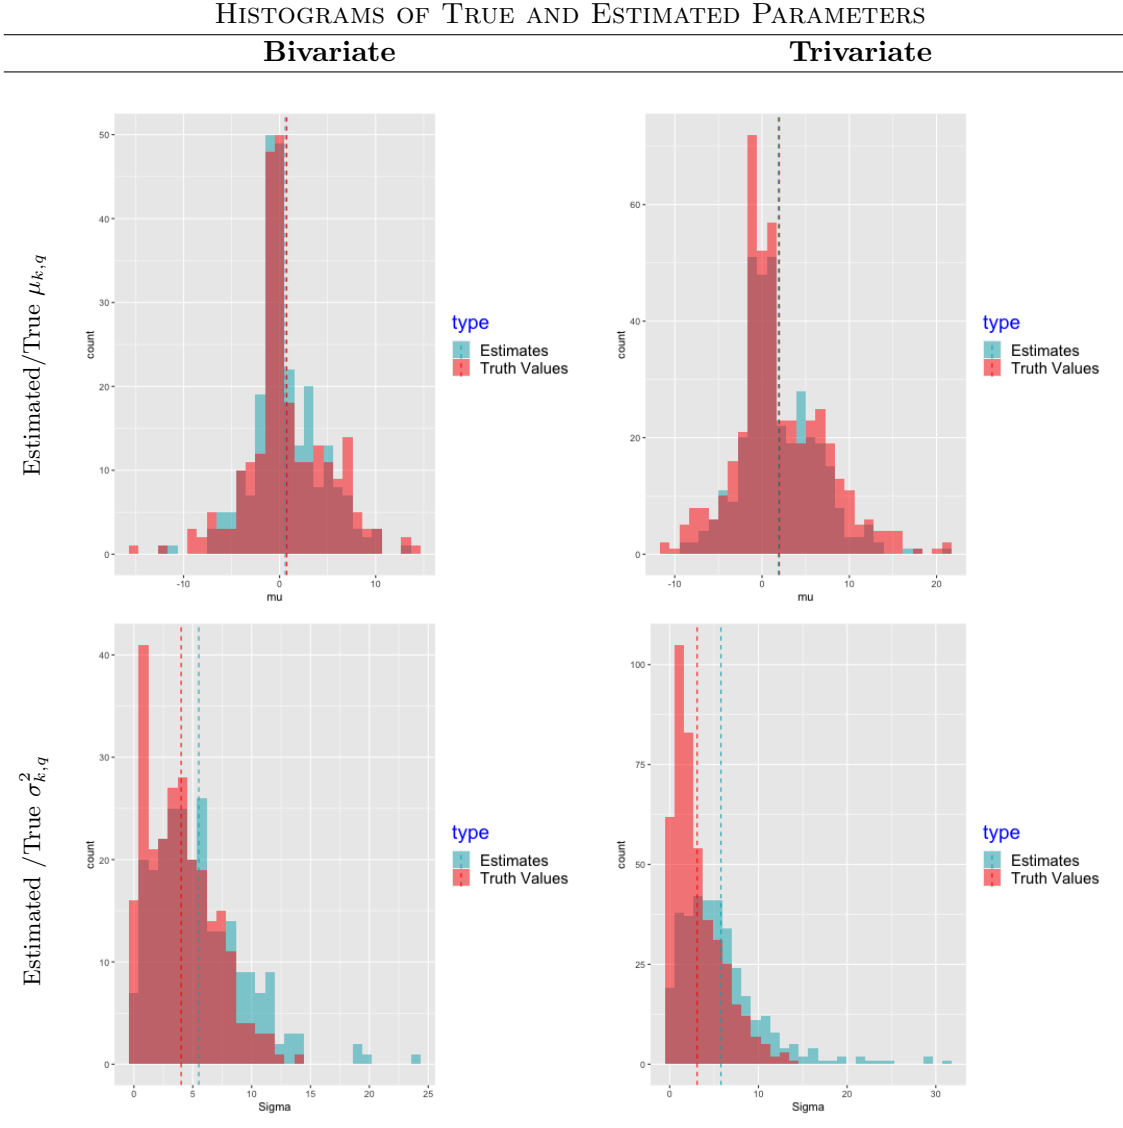 HISTOGRAMS OF TRUE AND ESTIMATED PARAMETERS
Bivariate Trivariate
Estimated/True μ_{k,q}
50
40
30
20
10
0
count
-10 0 10
mu
type
Estimates
Truth Values
60
40
20
0
count
-10 0 10 20
mu
type
Estimates
Truth Values
Estimated /True σ²_{k,q}
40
30
20
10
0
count
0 5 10 15 20 25
Sigma
type
Estimates
Truth Values
100
75
50
25
0
count
0 10 20 30
Sigma
type
Estimates
Truth Values